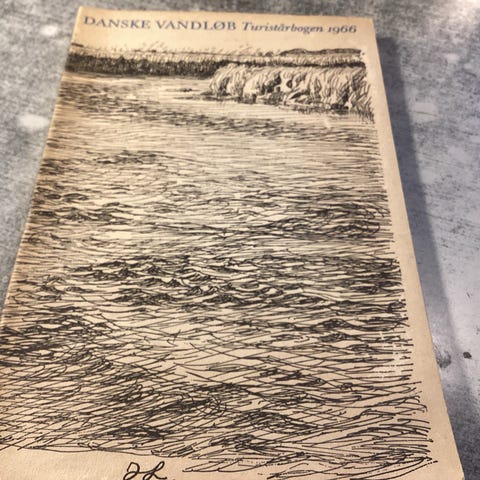 DANSKE VANDLØB Turistårbogen 1966